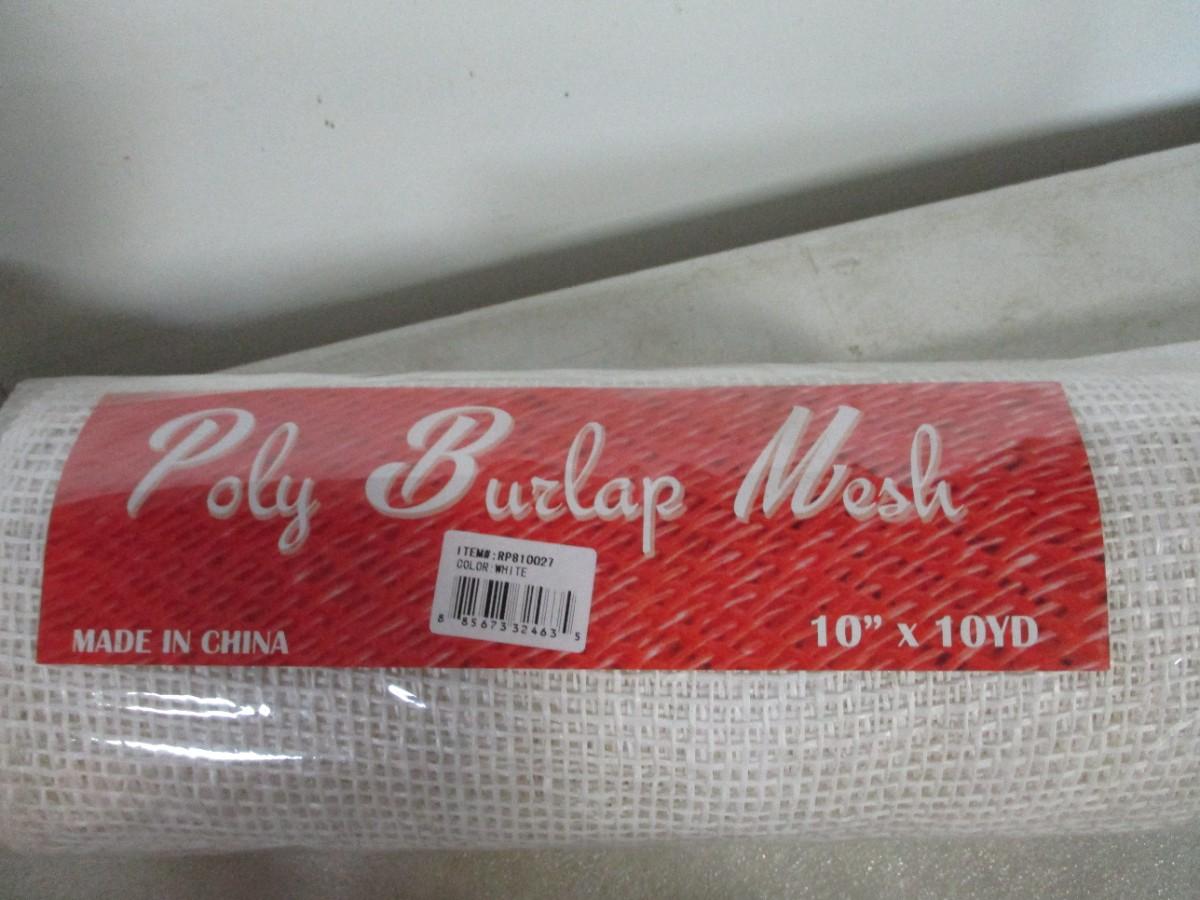 Poly Burlap Mesh
ITEM#:RP810027
COLOR:WHITE
8 85673 32463 5
MADE IN CHINA
10” x 10YD